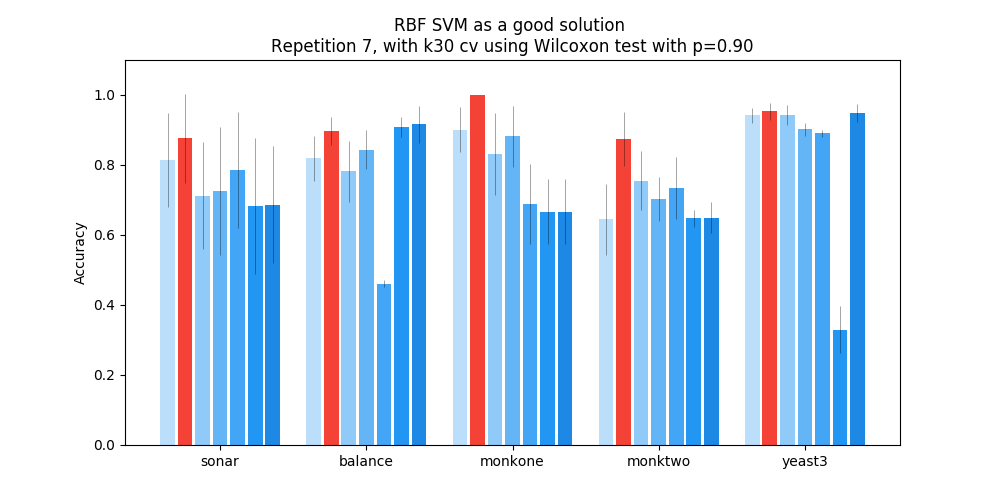 RBF SVM as a good solution
Repetition 7, with k30 cv using Wilcoxon test with p=0.90
Accuracy
1.0
0.8
0.6
0.4
0.2
0.0
sonar balance monkone monktwo yeast3